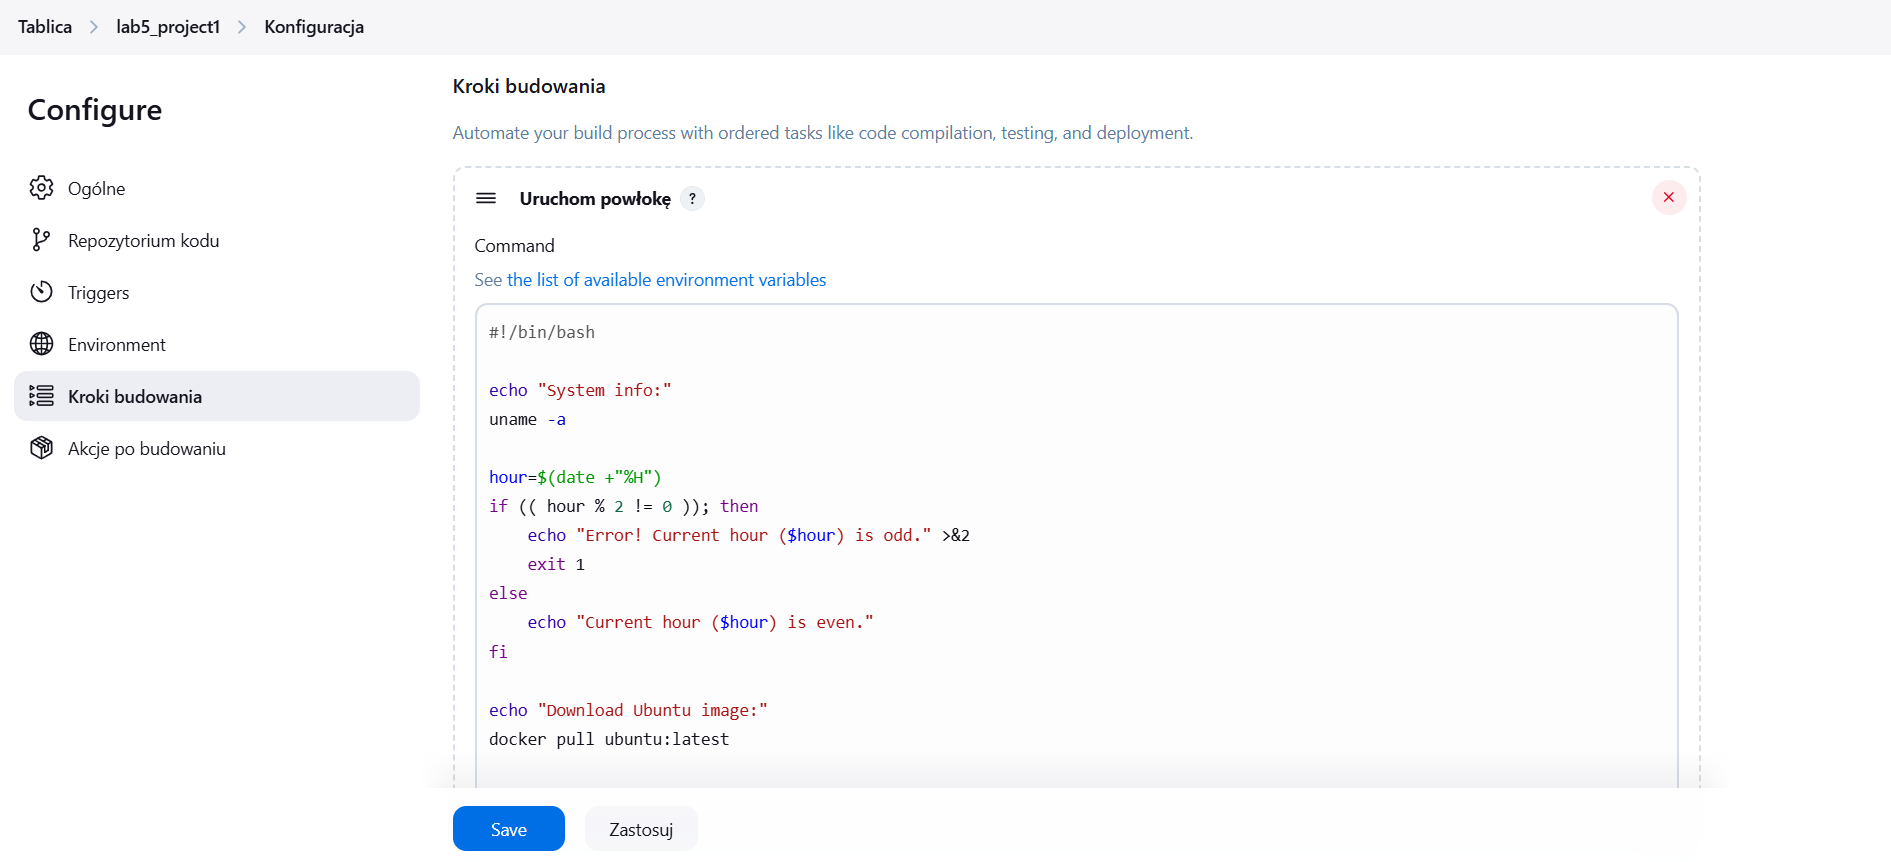 Tablica > lab5_project1 > Konfiguracja
Configure
Ogólne
Repozytorium kodu
Triggers
Environment
Kroki budowania
Akcje po budowaniu
Kroki budowania
Automate your build process with ordered tasks like code compilation, testing, and deployment.
Uruchom powłokę ?
Command
See the list of available environment variables
#!/bin/bash
echo "System info:"
uname -a
hour=$(date +"%H")
if (( hour % 2 != 0 )); then
    echo "Error! Current hour ($hour) is odd." >&2
    exit 1
else
    echo "Current hour ($hour) is even."
fi
echo "Download Ubuntu image:"
docker pull ubuntu:latest
Save
Zastosuj